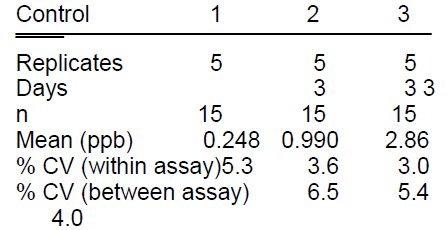 Control 1 2 3
Replicates 5 5 5
Days 3 3 3
n 15 15 15
Mean (ppb) 0.248 0.990 2.86
% CV (within assay)5.3 3.6 3.0
% CV (between assay) 6.5 5.4
4.0